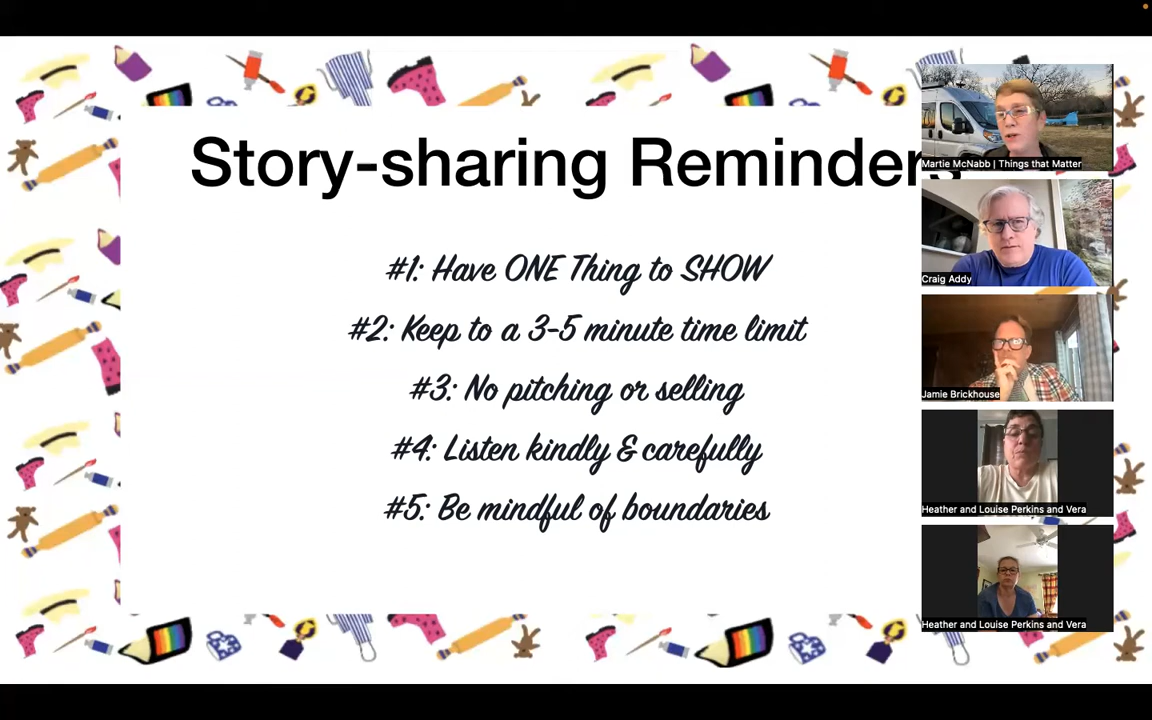 Story-sharing Reminders
#1: Have ONE Thing to SHOW
#2: Keep to a 3-5 minute time limit
#3: No pitching or selling
#4: Listen kindly & carefully
#5: Be mindful of boundaries
Martie McNabb | Things that Matter
Craig Addy
Jamie Brickhouse
Heather and Louise Perkins and Vera
Heather and Louise Perkins and Vera